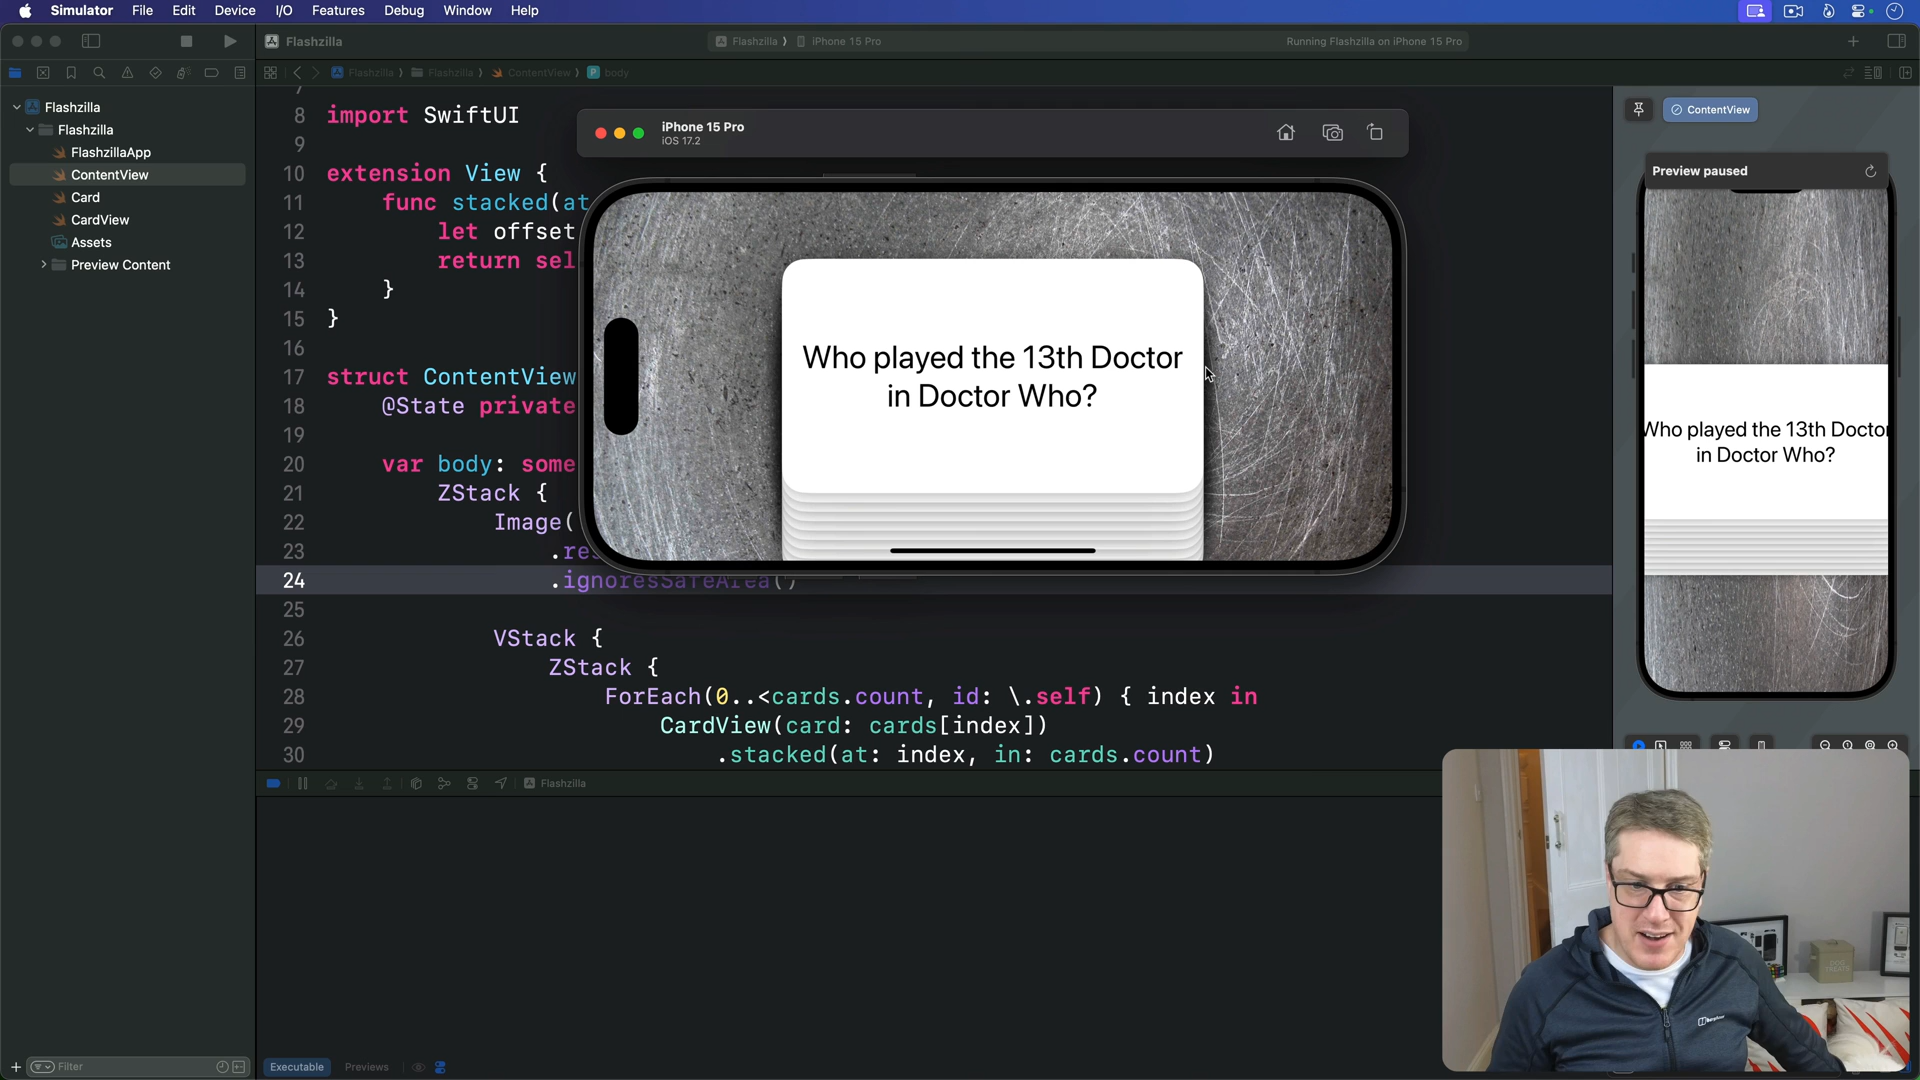 Simulator File Edit Device I/O Features Debug Window Help
Flashzilla
Flashzilla iPhone 15 Pro
Running Flashzilla on iPhone 15 Pro
Flashzilla Flashzilla ContentView body
Flashzilla
Flashzilla
FlashzillaApp
ContentView
Card
CardView
Assets
Preview Content
8 import SwiftUI
9
10 extension View {
11 func stacked(at
12 let offset
13 return sel
14 }
15 }
16
17 struct ContentView
18 @State private
19
20 var body: some
21 ZStack {
22 Image(
23 .res
24 .ignoresSafeArea()
25
26 VStack {
27 ZStack {
28 ForEach(0..<cards.count, id: \.self) { index in
29 CardView(card: cards[index])
30 .stacked(at: index, in: cards.count)
iPhone 15 Pro
iOS 17.2
Who played the 13th Doctor
in Doctor Who?
ContentView
Preview paused
Who played the 13th Doctor
in Doctor Who?
Flashzilla
Filter
Executable Previews